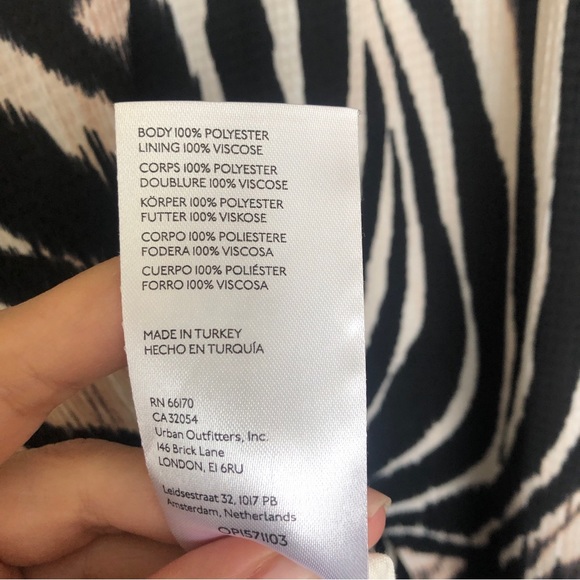 BODY 100% POLYESTER
LINING 100% VISCOSE
CORPS 100% POLYESTER
DOUBLURE 100% VISCOSE
KÖRPER 100% POLYESTER
FUTTER 100% VISKOSE
CORPO 100% POLIESTERE
FODERA 100% VISCOSA
CUERPO 100% POLIÉSTER
FORRO 100% VISCOSA
MADE IN TURKEY
HECHO EN TURQUÍA
RN 66170
CA32054
Urban Outfitters, Inc.
146 Brick Lane
LONDON, E1 6RU
Leidsestraat 32, 1017 PB
Amsterdam, Netherlands
OP1571103